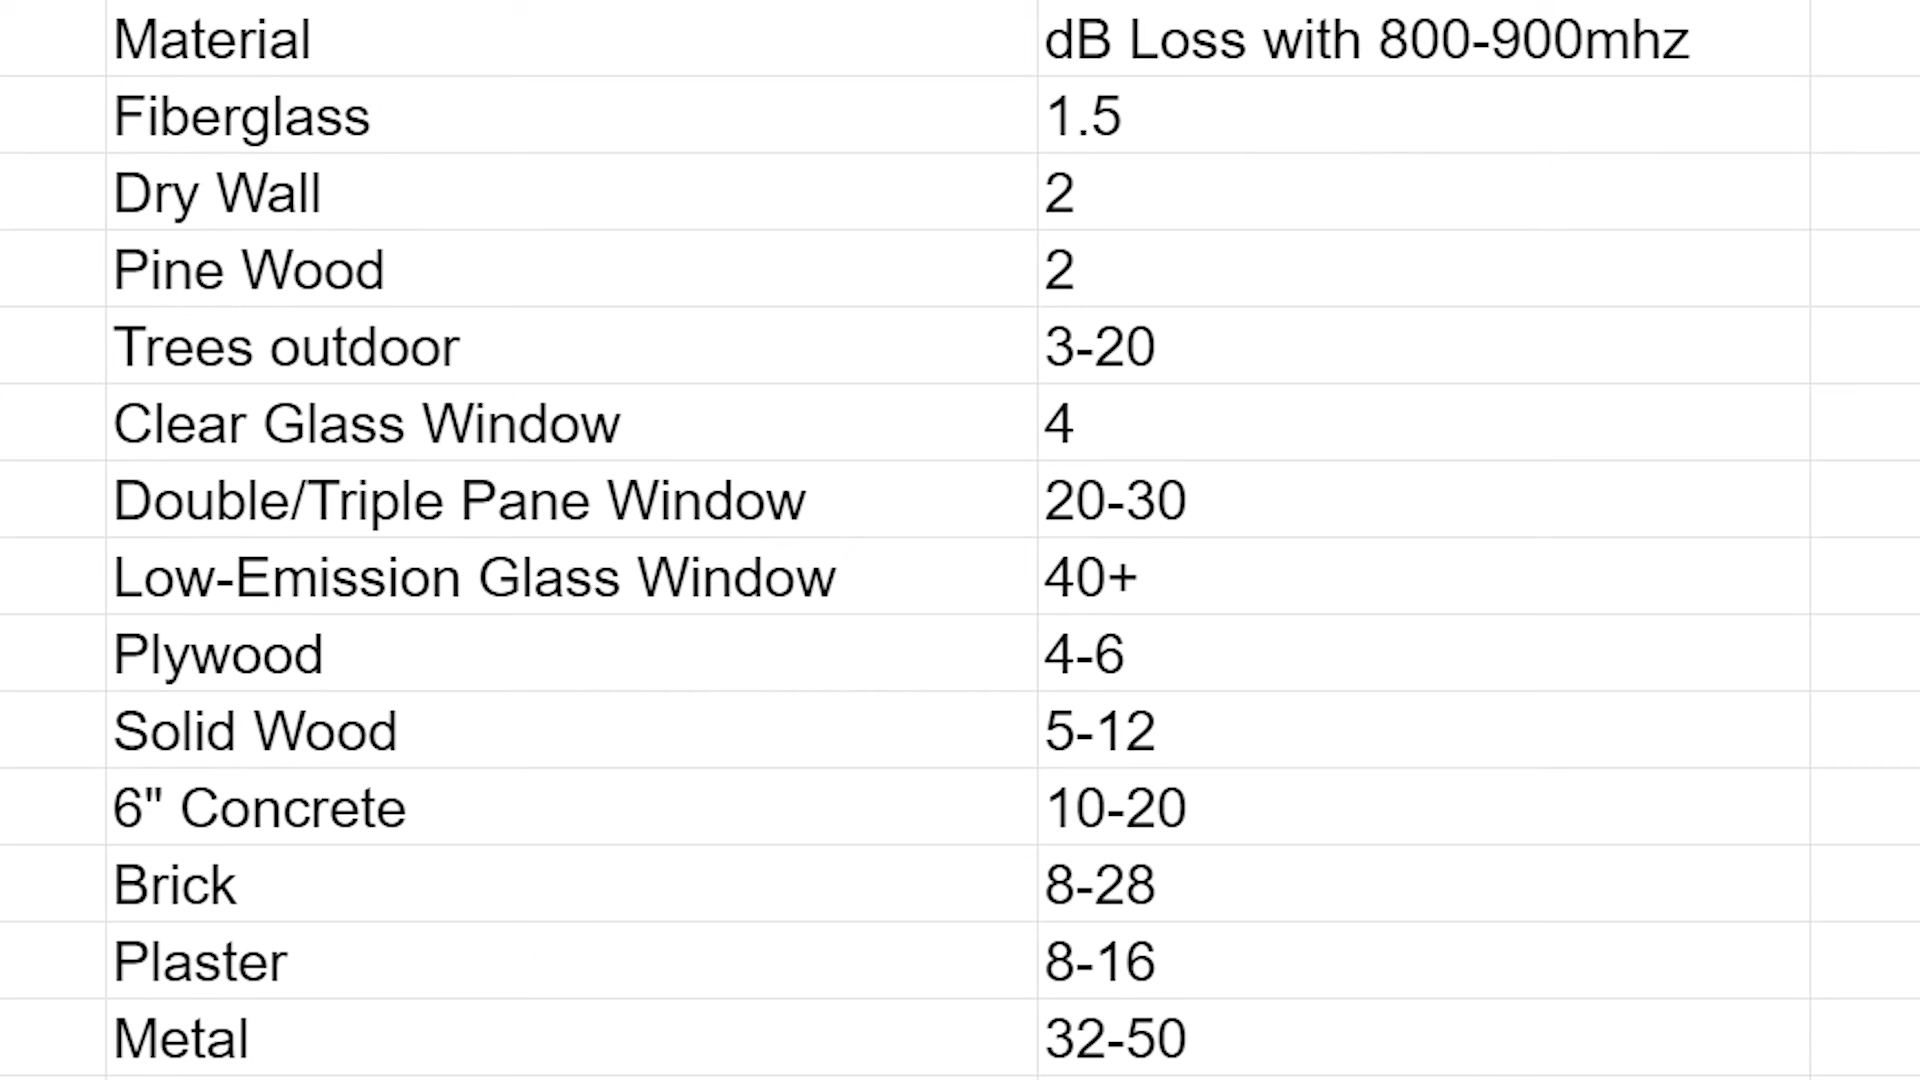 Material dB Loss with 800-900mhz
Fiberglass 1.5
Dry Wall 2
Pine Wood 2
Trees outdoor 3-20
Clear Glass Window 4
Double/Triple Pane Window 20-30
Low-Emission Glass Window 40+
Plywood 4-6
Solid Wood 5-12
6" Concrete 10-20
Brick 8-28
Plaster 8-16
Metal 32-50